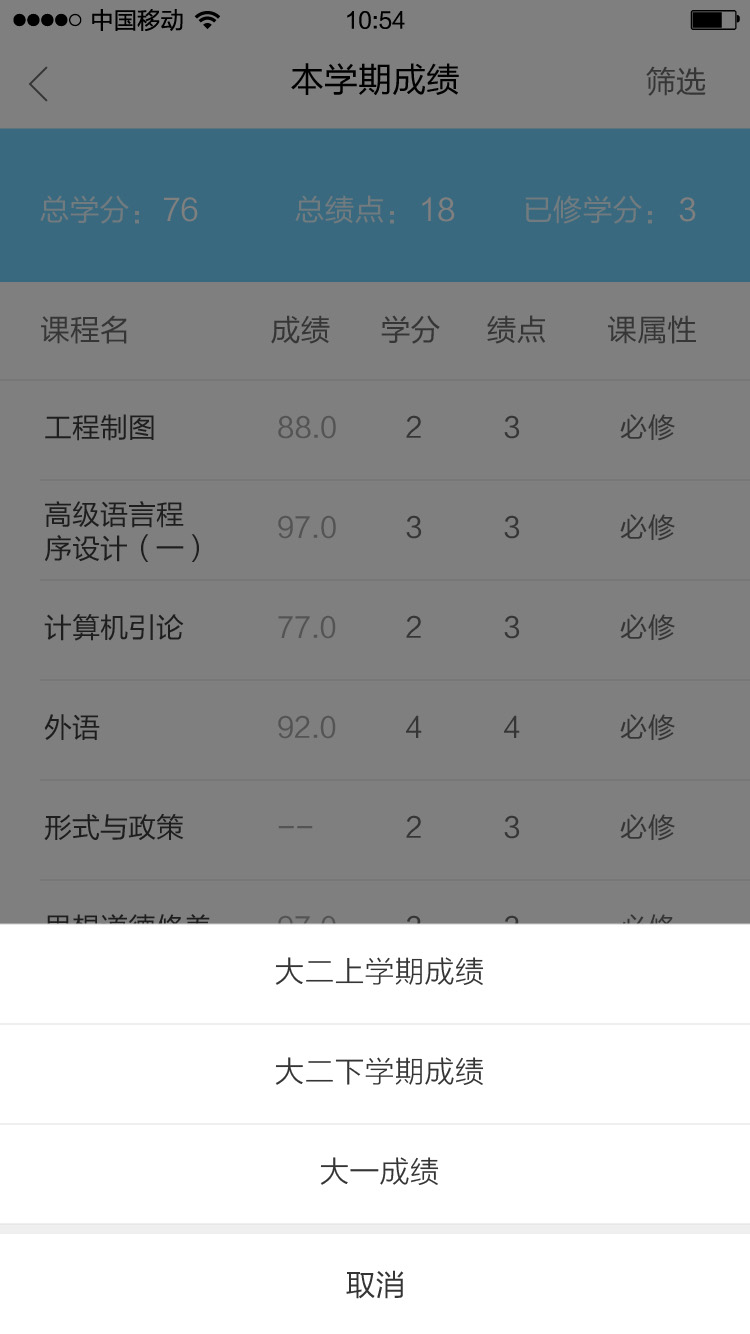 中国移动 10:54
本学期成绩 筛选
总学分：76 总绩点：18 已修学分：3
课程名 成绩 学分 绩点 课属性
工程制图 88.0 2 3 必修
高级语言程
序设计（一） 97.0 3 3 必修
计算机引论 77.0 2 3 必修
外语 92.0 4 4 必修
形式与政策 -- 2 3 必修
大二上学期成绩
大二下学期成绩
大一成绩
取消